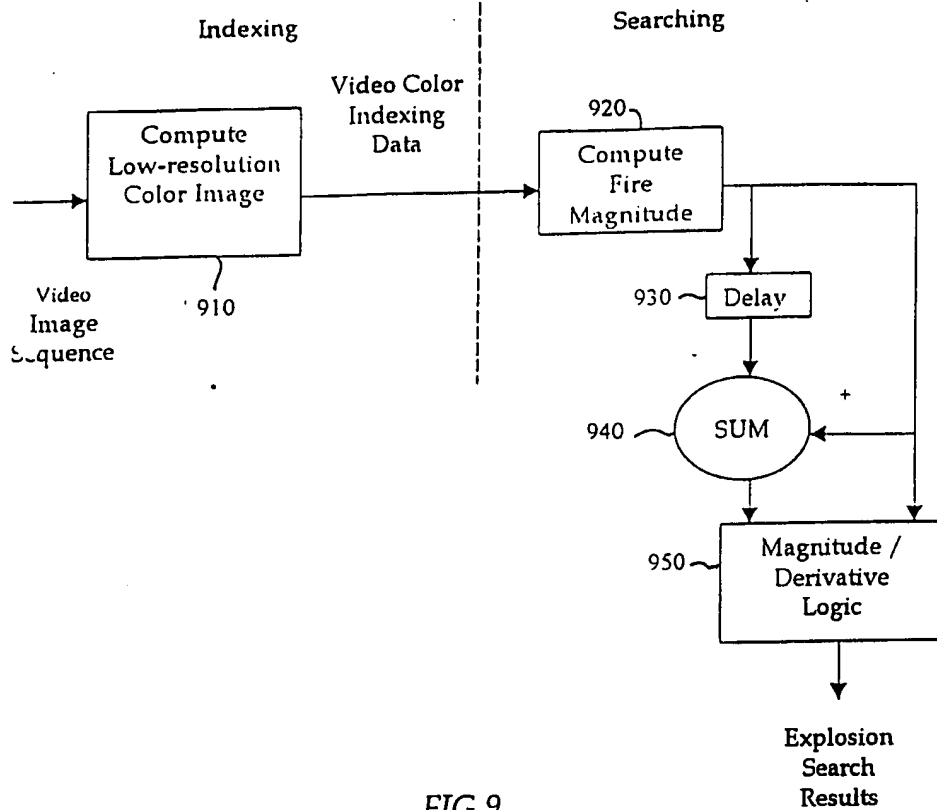 Indexing
Searching
Video Color
Indexing
Data
Compute
Low-resolution
Color Image
920
Compute
Fire
Magnitude
Video
Image
910
930
Delay
+
940
SUM
950
Magnitude /
Derivative
Logic
Explosion
Search
Results
FIG 9